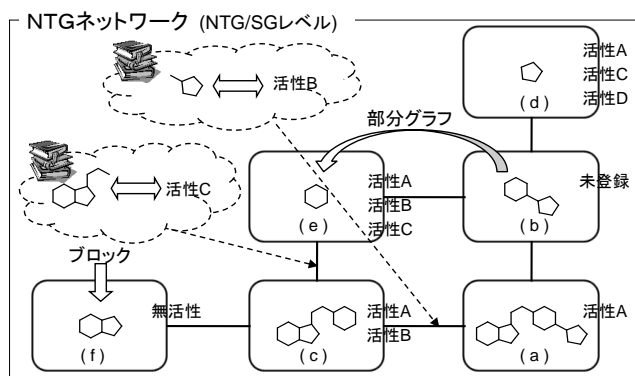 NTGネットワーク (NTG/SGレベル)
活性B
活性C
部分グラフ
(d)
活性A
活性C
活性D
(e)
活性A
活性B
活性C
(b)
未登録
ブロック
(f)
無活性
(c)
活性A
活性B
(a)
活性A